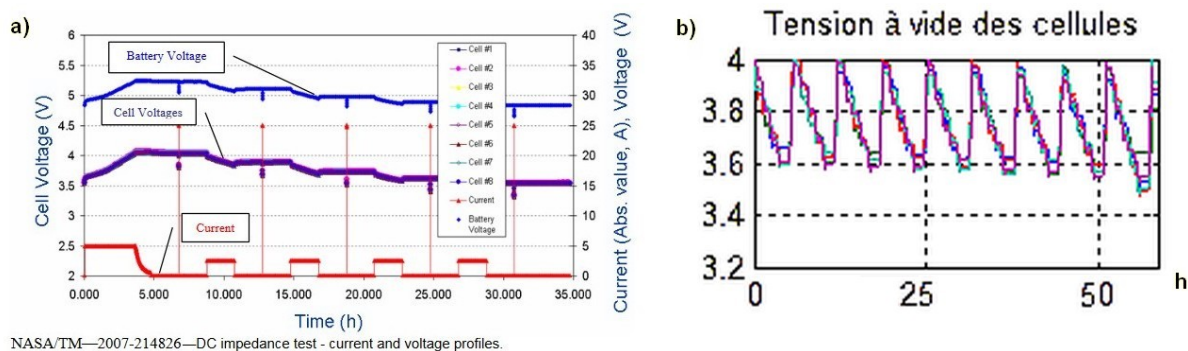 a)
Cell Voltage (V)
6
5.5
5
4.5
4
3.5
3
2.5
2
Battery Voltage
Cell Voltages
Current
Cell #1
Cell #2
Cell #3
Cell #4
Cell #5
Cell #6
Cell #7
Cell #8
Current
Battery
Voltage
40
35
30
25
20
15
10
5
0
Current (Abs. value, A), Voltage (V)
0.000 5.000 10.000 15.000 20.000 25.000 30.000 35.000
Time (h)
NASA/TM—2007-214826—DC impedance test - current and voltage profiles.
b)
Tension à vide des cellules
4
3.8
3.6
3.4
3.2
0 25 50
h